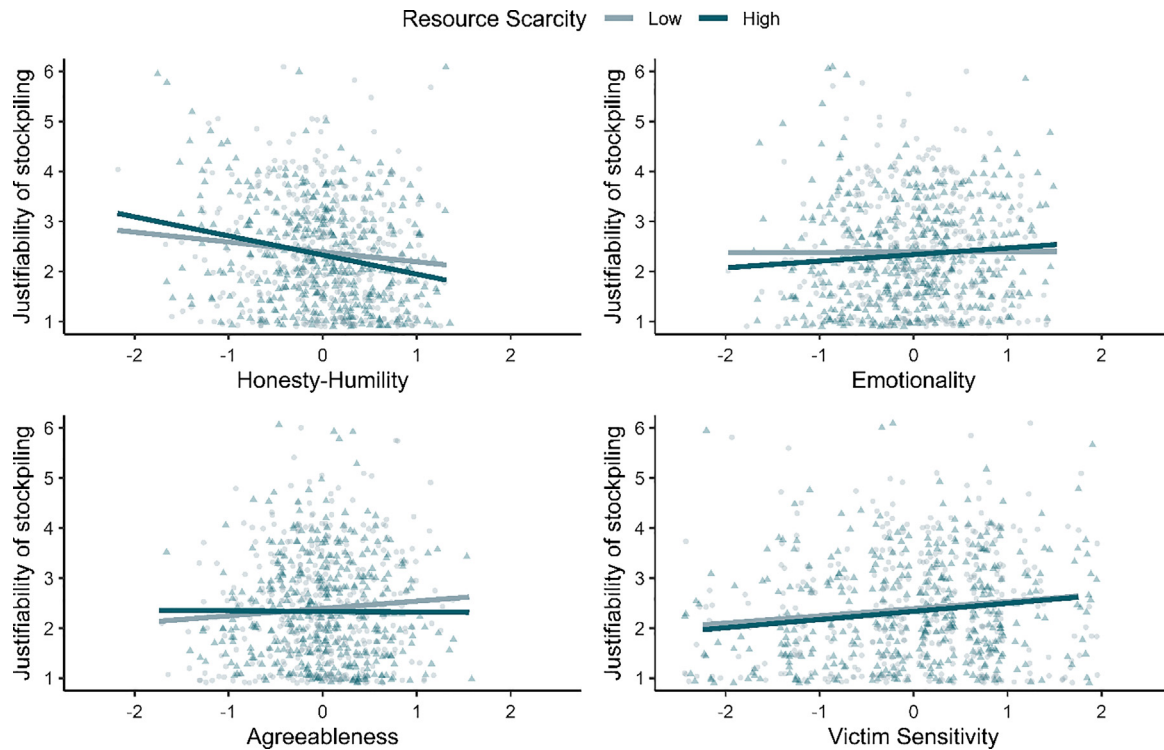 Resource Scarcity Low High
Justifiability of stockpiling
6
5
4
3
2
1
-2 -1 0 1 2
Honesty-Humility
Justifiability of stockpiling
6
5
4
3
2
1
-2 -1 0 1 2
Emotionality
Justifiability of stockpiling
6
5
4
3
2
1
-2 -1 0 1 2
Agreeableness
Justifiability of stockpiling
6
5
4
3
2
1
-2 -1 0 1 2
Victim Sensitivity